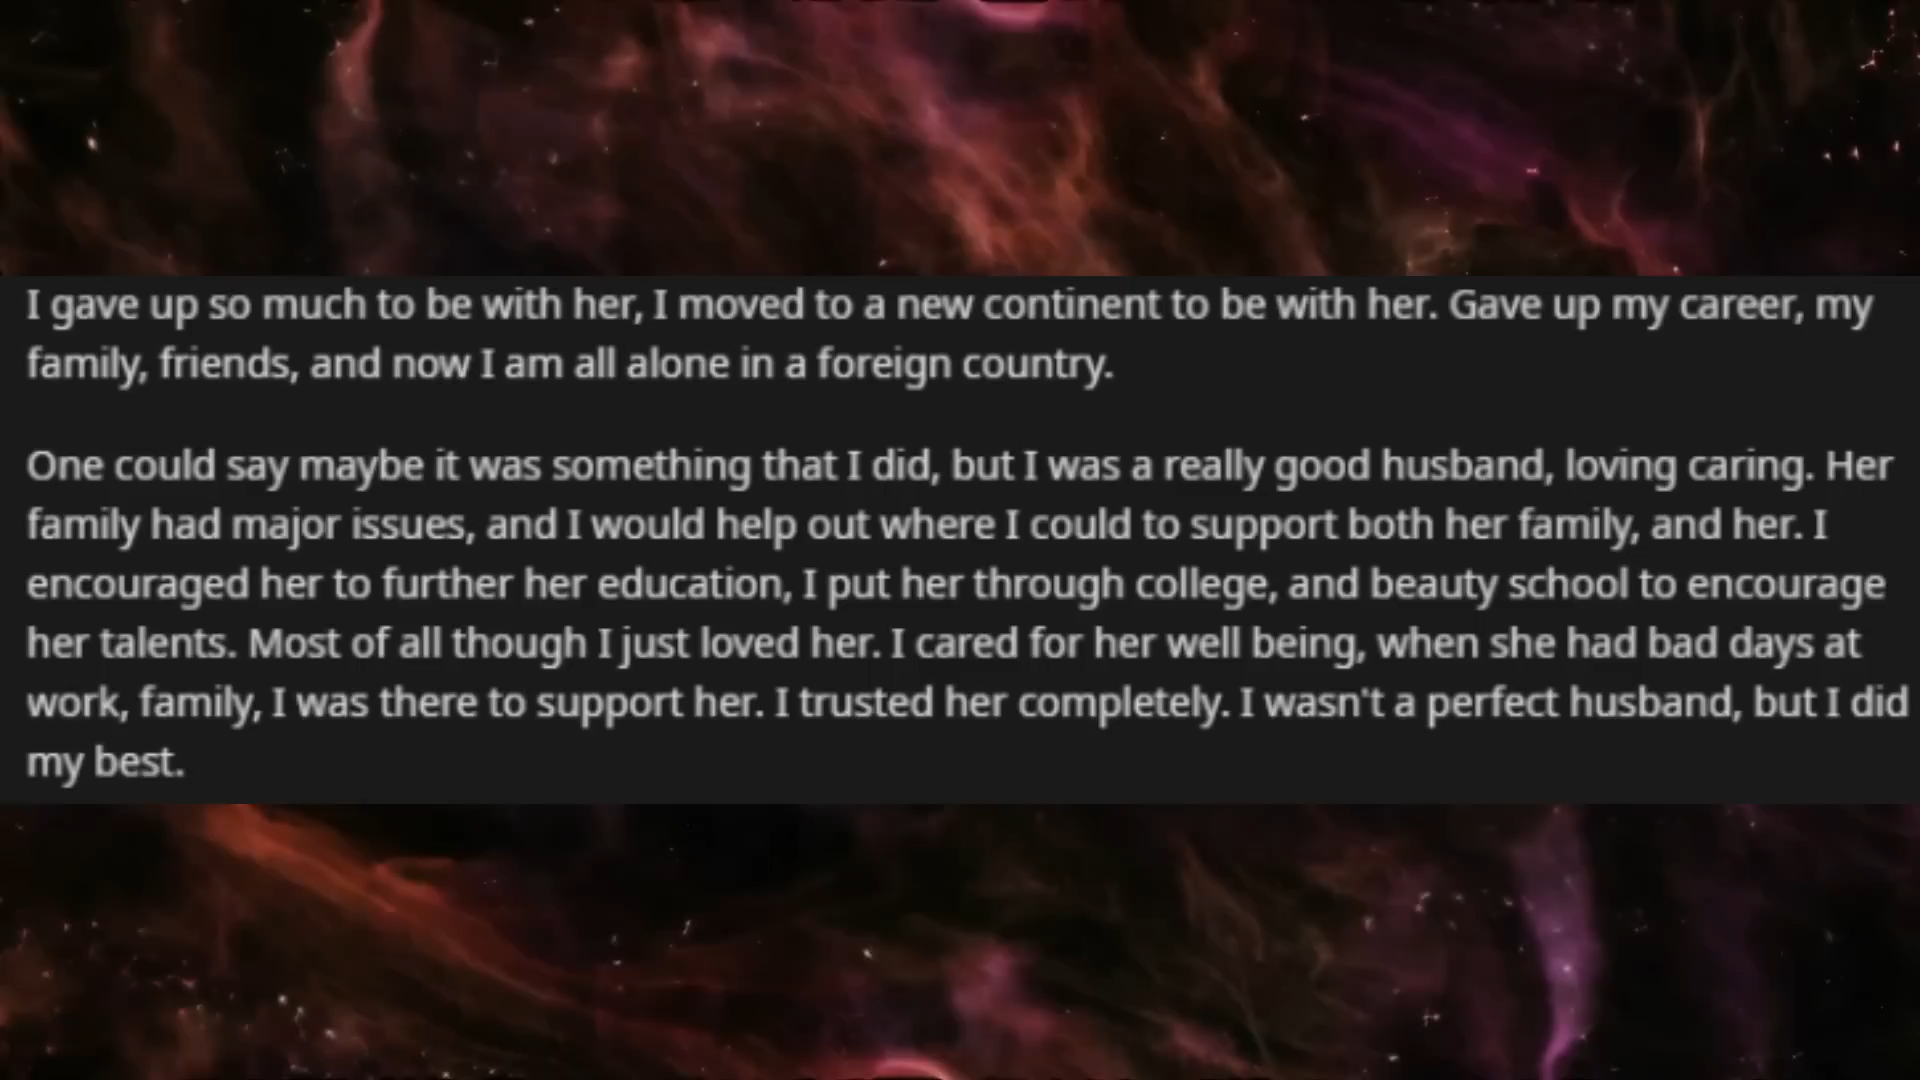 I gave up so much to be with her, I moved to a new continent to be with her. Gave up my career, my
family, friends, and now I am all alone in a foreign country.
One could say maybe it was something that I did, but I was a really good husband, loving caring. Her
family had major issues, and I would help out where I could to support both her family, and her. I
encouraged her to further her education, I put her through college, and beauty school to encourage
her talents. Most of all though I just loved her. I cared for her well being, when she had bad days at
work, family, I was there to support her. I trusted her completely. I wasn't a perfect husband, but I did
my best.